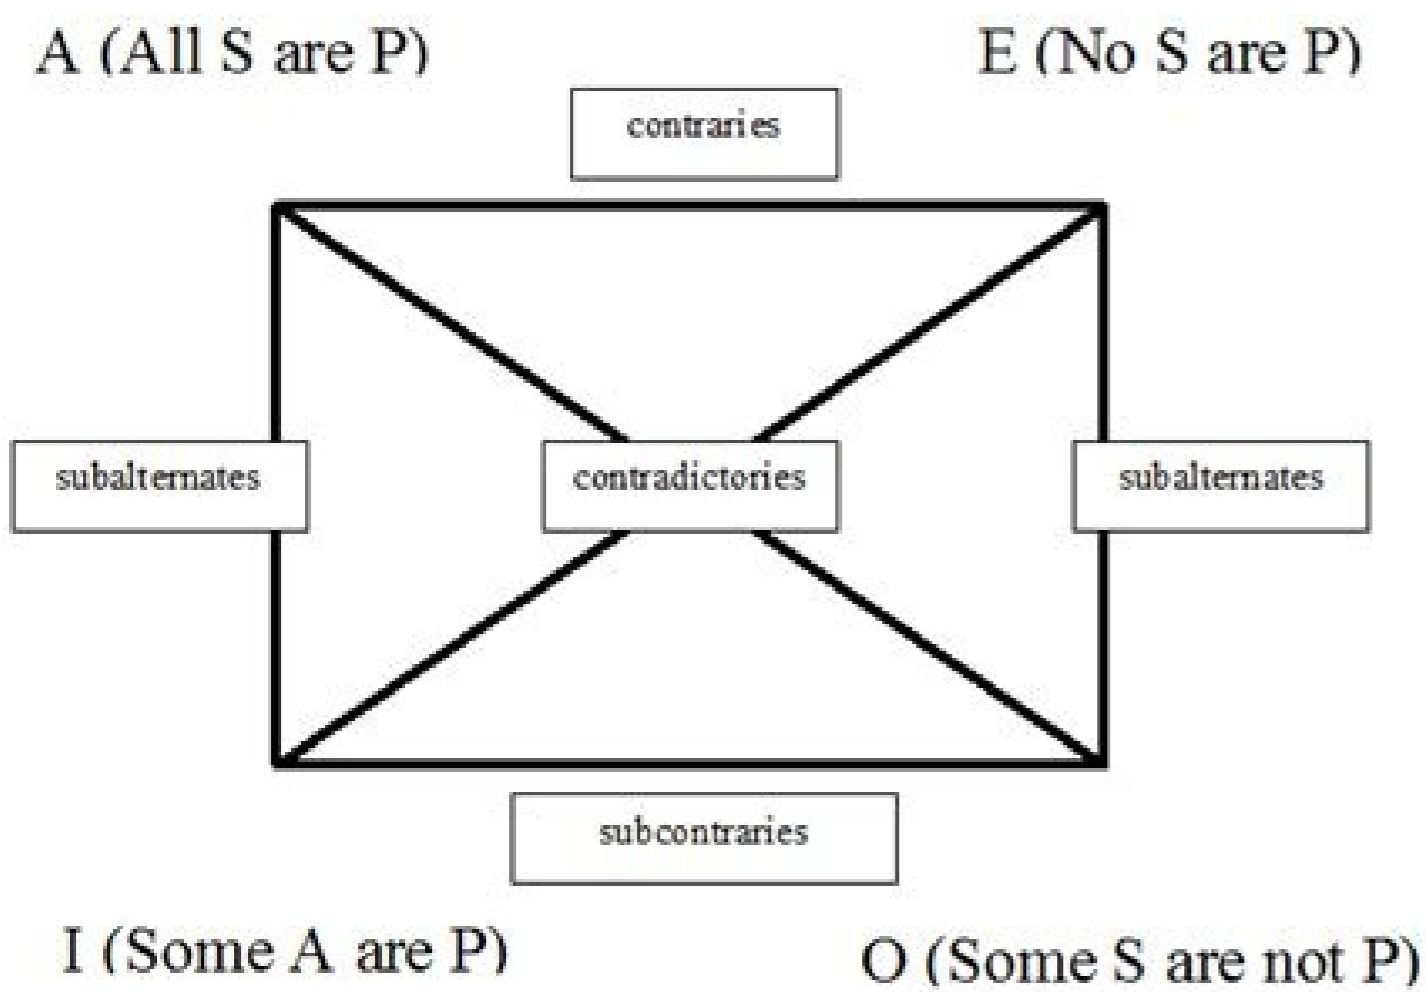 A (All S are P)
E (No S are P)
contraries
subalternates
contradictories
subalternates
subcontraries
I (Some A are P)
O (Some S are not P)